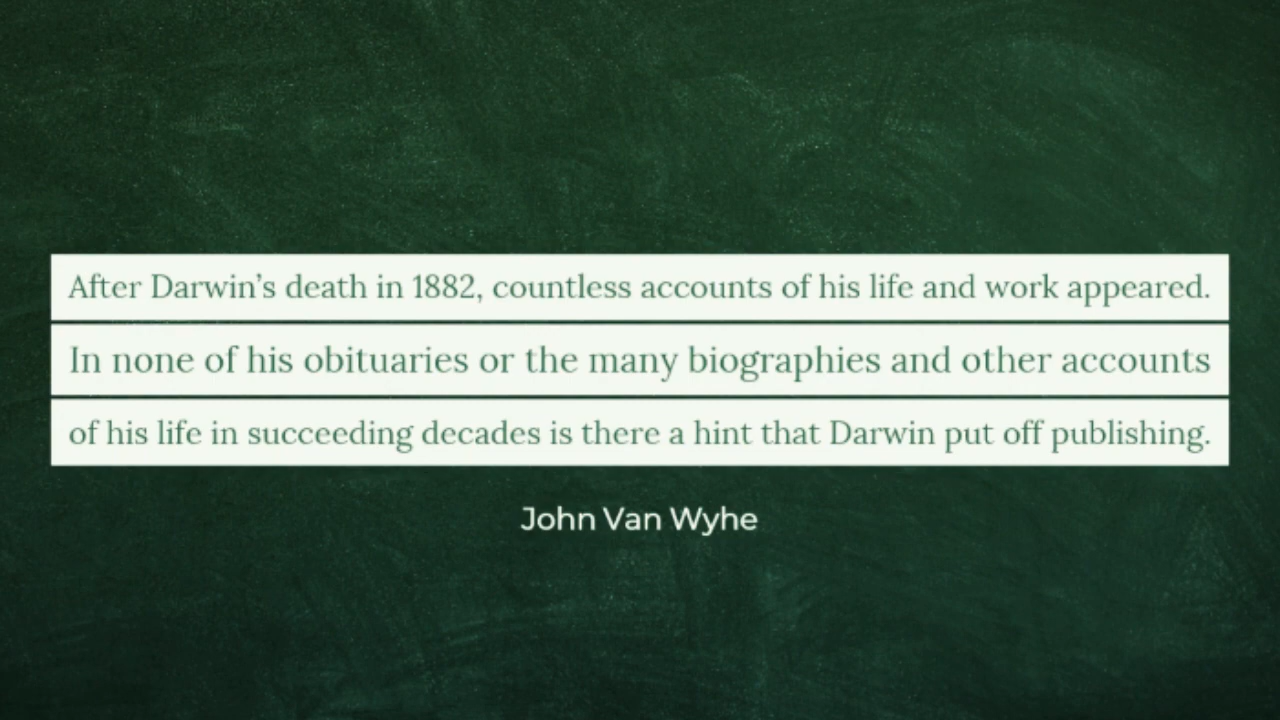 After Darwin’s death in 1882, countless accounts of his life and work appeared.
In none of his obituaries or the many biographies and other accounts
of his life in succeeding decades is there a hint that Darwin put off publishing.
John Van Wyhe